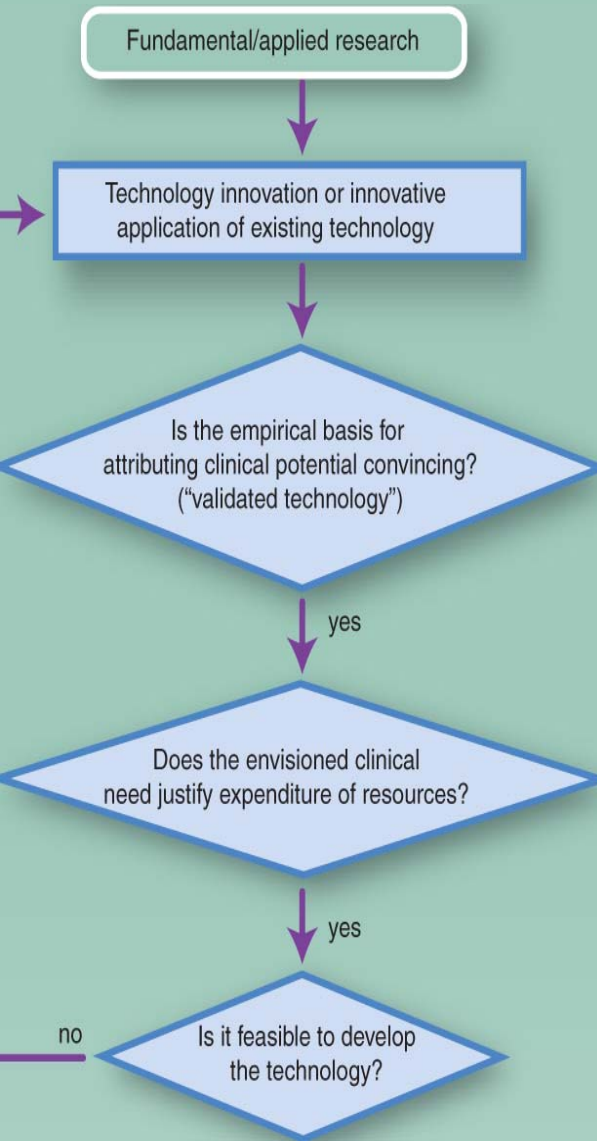 Fundamental/applied research
Technology innovation or innovative
application of existing technology
Is the empirical basis for
attributing clinical potential convincing?
(“validated technology”)
yes
Does the envisioned clinical
need justify expenditure of resources?
yes
no
Is it feasible to develop
the technology?